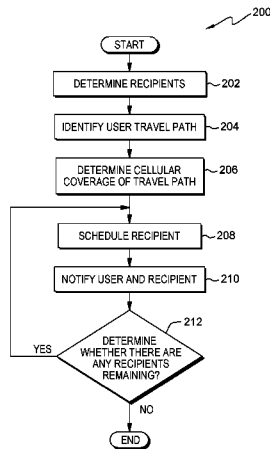 200
START
DETERMINE RECIPIENTS
202
IDENTIFY USER TRAVEL PATH
204
DETERMINE CELLULAR
COVERAGE OF TRAVEL PATH
206
SCHEDULE RECIPIENT
208
NOTIFY USER AND RECIPIENT
210
212
DETERMINE
WHETHER THERE ARE
ANY RECIPIENTS
REMAINING?
YES
NO
END